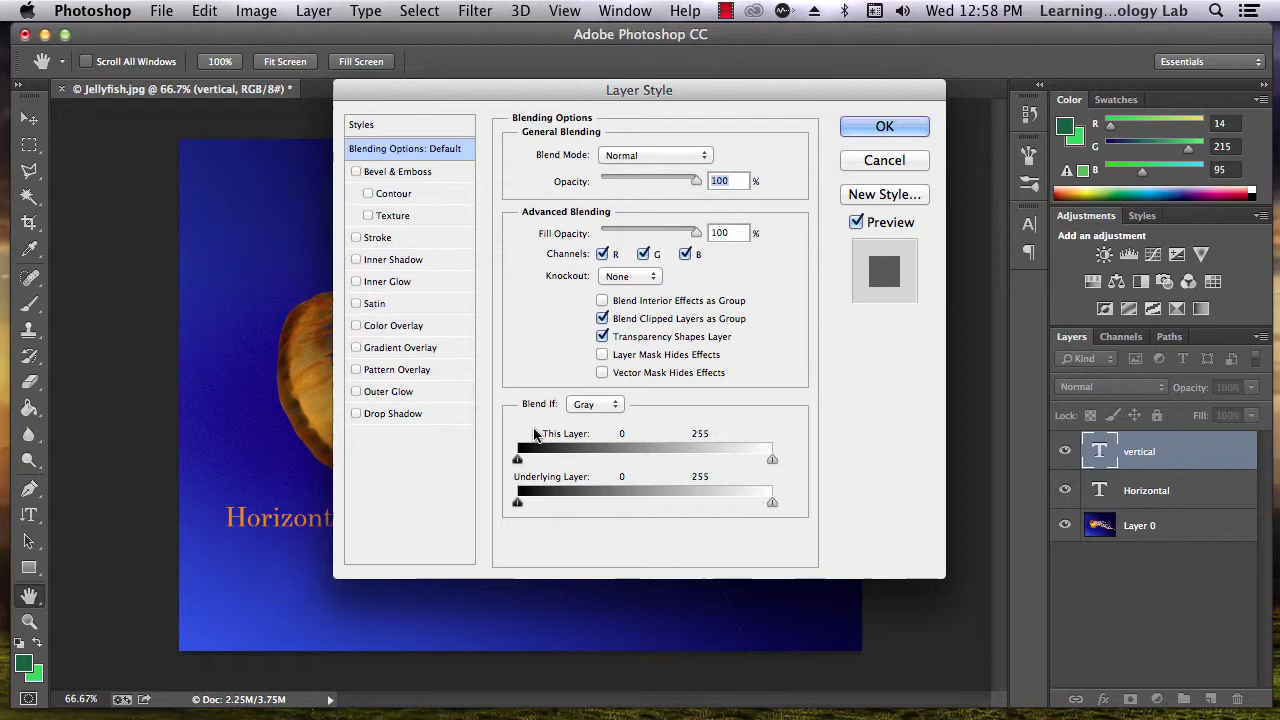 Photoshop File Edit Image Layer Type Select Filter 3D View Window Help Wed 12:58 PM Learning...ology Lab
Adobe Photoshop CC
Scroll All Windows 100% Fit Screen Fill Screen Essentials
× © Jellyfish.jpg @ 66.7% (vertical, RGB/8#) *
Layer Style
Styles
Blending Options: Default
Bevel & Emboss
Contour
Texture
Stroke
Inner Shadow
Inner Glow
Satin
Color Overlay
Gradient Overlay
Pattern Overlay
Outer Glow
Drop Shadow
Blending Options
General Blending
Blend Mode: Normal
Opacity: 100 %
Advanced Blending
Fill Opacity: 100 %
Channels: R G B
Knockout: None
Blend Interior Effects as Group
Blend Clipped Layers as Group
Transparency Shapes Layer
Layer Mask Hides Effects
Vector Mask Hides Effects
Blend If: Gray
This Layer: 0 255
Underlying Layer: 0 255
OK
Cancel
New Style...
Preview
Horizont
Color Swatches
R 14
G 215
B 95
Adjustments Styles
Add an adjustment
Layers Channels Paths
Kind
Normal Opacity:
Lock: Fill:
vertical
Horizontal
Layer 0
66.67% © Doc: 2.25M/3.75M